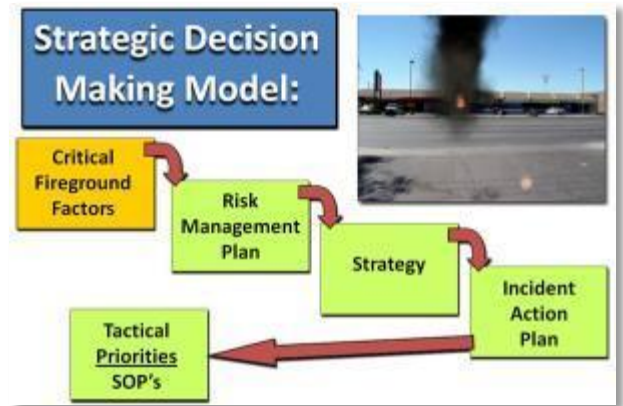 Strategic Decision
Making Model:
Critical
Fireground
Factors
Risk
Management
Plan
Strategy
Incident
Action
Plan
Tactical
Priorities
SOP's